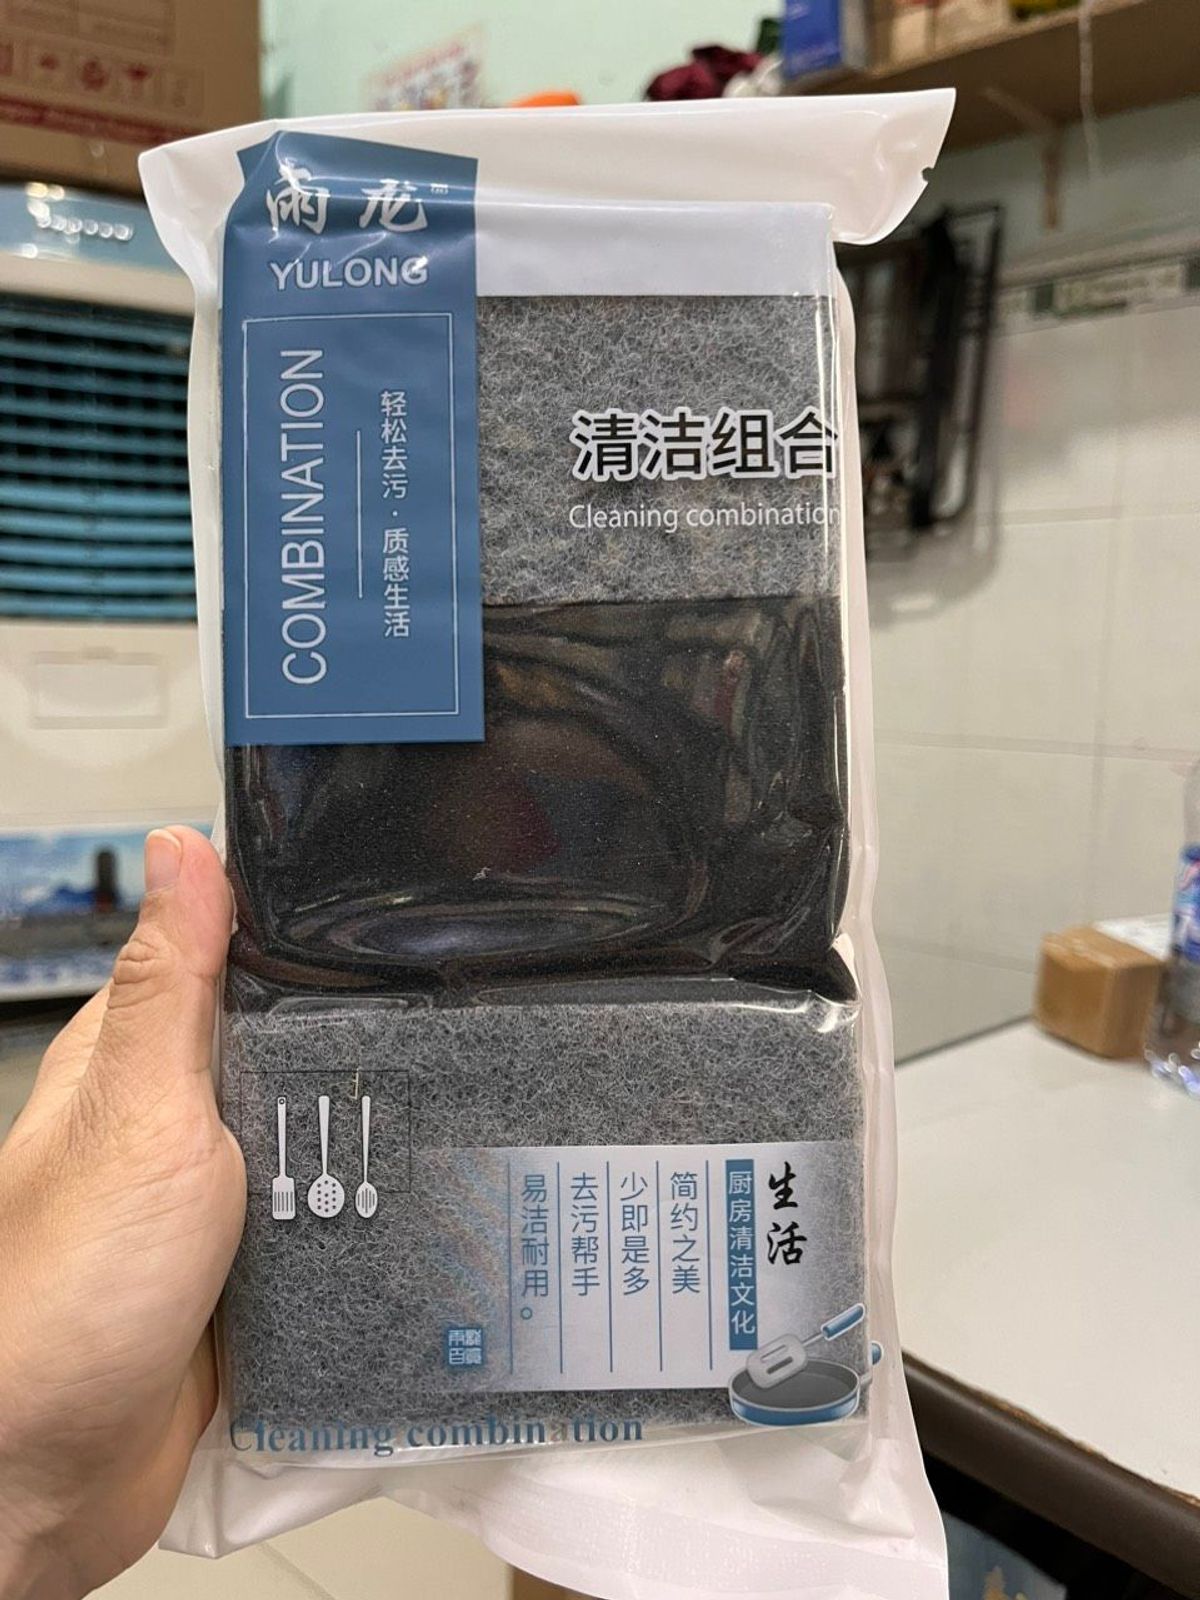 雨龙
YULONG
COMBINATION
轻松去污·质感生活
清洁组合
Cleaning combination
生活
厨房清洁文化
简约之美
少即是多
去污帮手
易洁耐用。
Cleaning combination